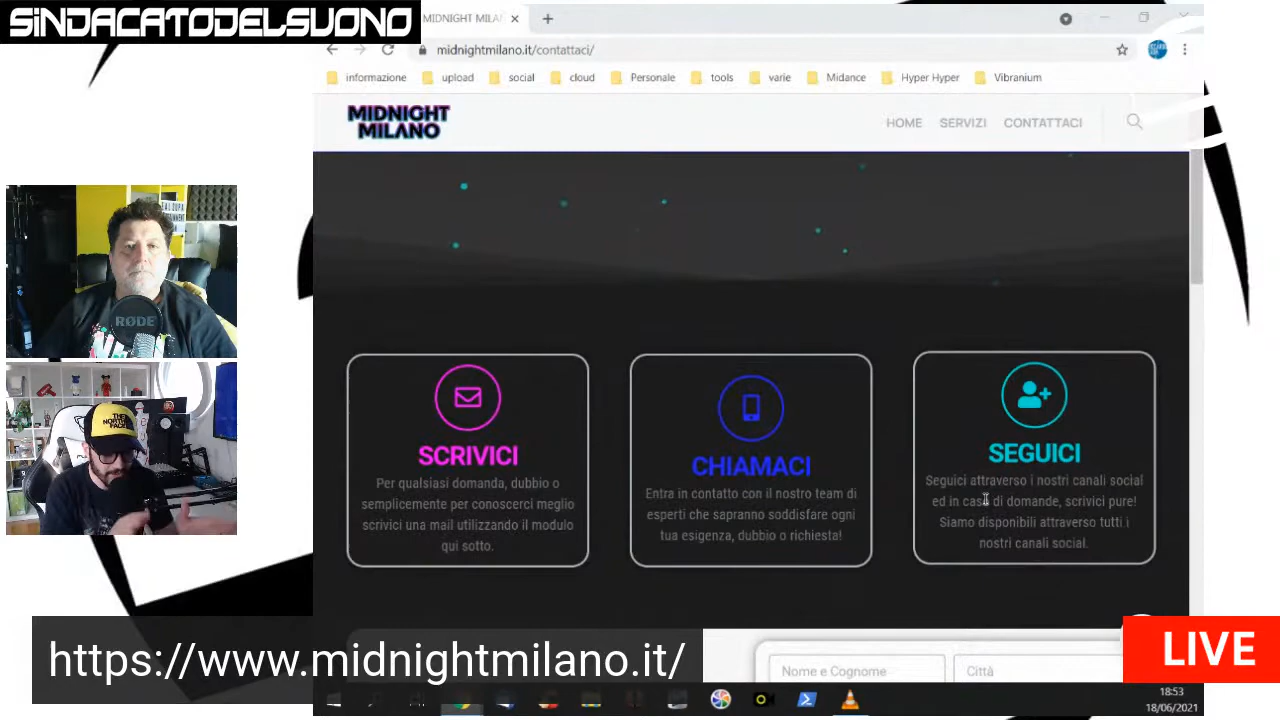 SINDACATODELSUONO
MIDNIGHT MILA
midnightmilano.it/contattaci/
informazione upload social cloud Personale tools varie Midance Hyper Hyper Vibranium
MIDNIGHT
MILANO
HOME SERVIZI CONTATTACI
SCRIVICI
Per qualsiasi domanda, dubbio o
semplicemente per conoscerci meglio
scrivici una mail utilizzando il modulo
qui sotto.
CHIAMACI
Entra in contatto con il nostro team di
esperti che sapranno soddisfare ogni
tua esigenza, dubbio o richiesta!
SEGUICI
Seguici attraverso i nostri canali social
ed in caso di domande, scrivici pure!
Siamo disponibili attraverso tutti i
nostri canali social.
RØDE
THE
NORTH
FACE
https://www.midnightmilano.it/
Nome e Cognome
Città
LIVE
18:53
18/06/2021